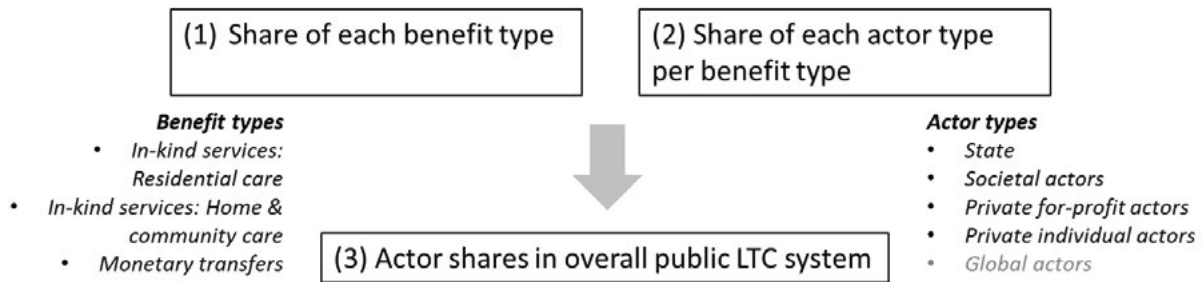 (1) Share of each benefit type
(2) Share of each actor type
per benefit type
Benefit types
• In-kind services:
Residential care
• In-kind services: Home &
community care
• Monetary transfers
Actor types
• State
• Societal actors
• Private for-profit actors
• Private individual actors
• Global actors
(3) Actor shares in overall public LTC system